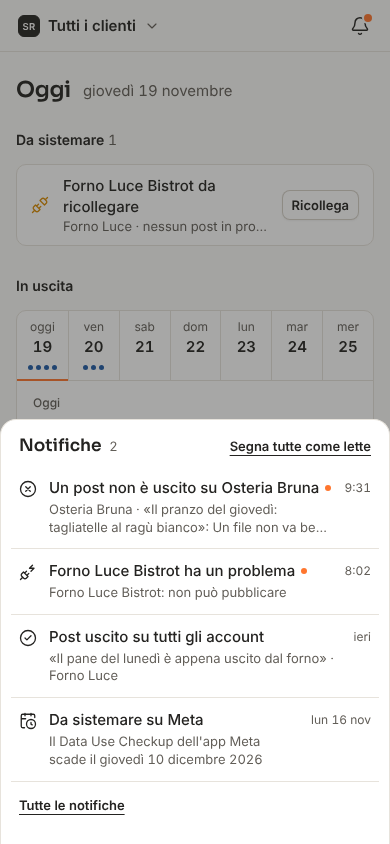 SR Tutti i clienti
Oggi giovedì 19 novembre
Da sistemare 1
Forno Luce Bistrot da
ricollegare
Forno Luce · nessun post in pro...
Ricollega
In uscita
oggi ven sab dom lun mar mer
19 20 21 22 23 24 25
Oggi
Notifiche 2
Segna tutte come lette
Un post non è uscito su Osteria Bruna 9:31
Osteria Bruna · «Il pranzo del giovedì:
tagliatelle al ragù bianco»: Un file non va be...
Forno Luce Bistrot ha un problema 8:02
Forno Luce Bistrot: non può pubblicare
Post uscito su tutti gli account ieri
«Il pane del lunedì è appena uscito dal forno» ·
Forno Luce
Da sistemare su Meta lun 16 nov
Il Data Use Checkup dell'app Meta
scade il giovedì 10 dicembre 2026
Tutte le notifiche